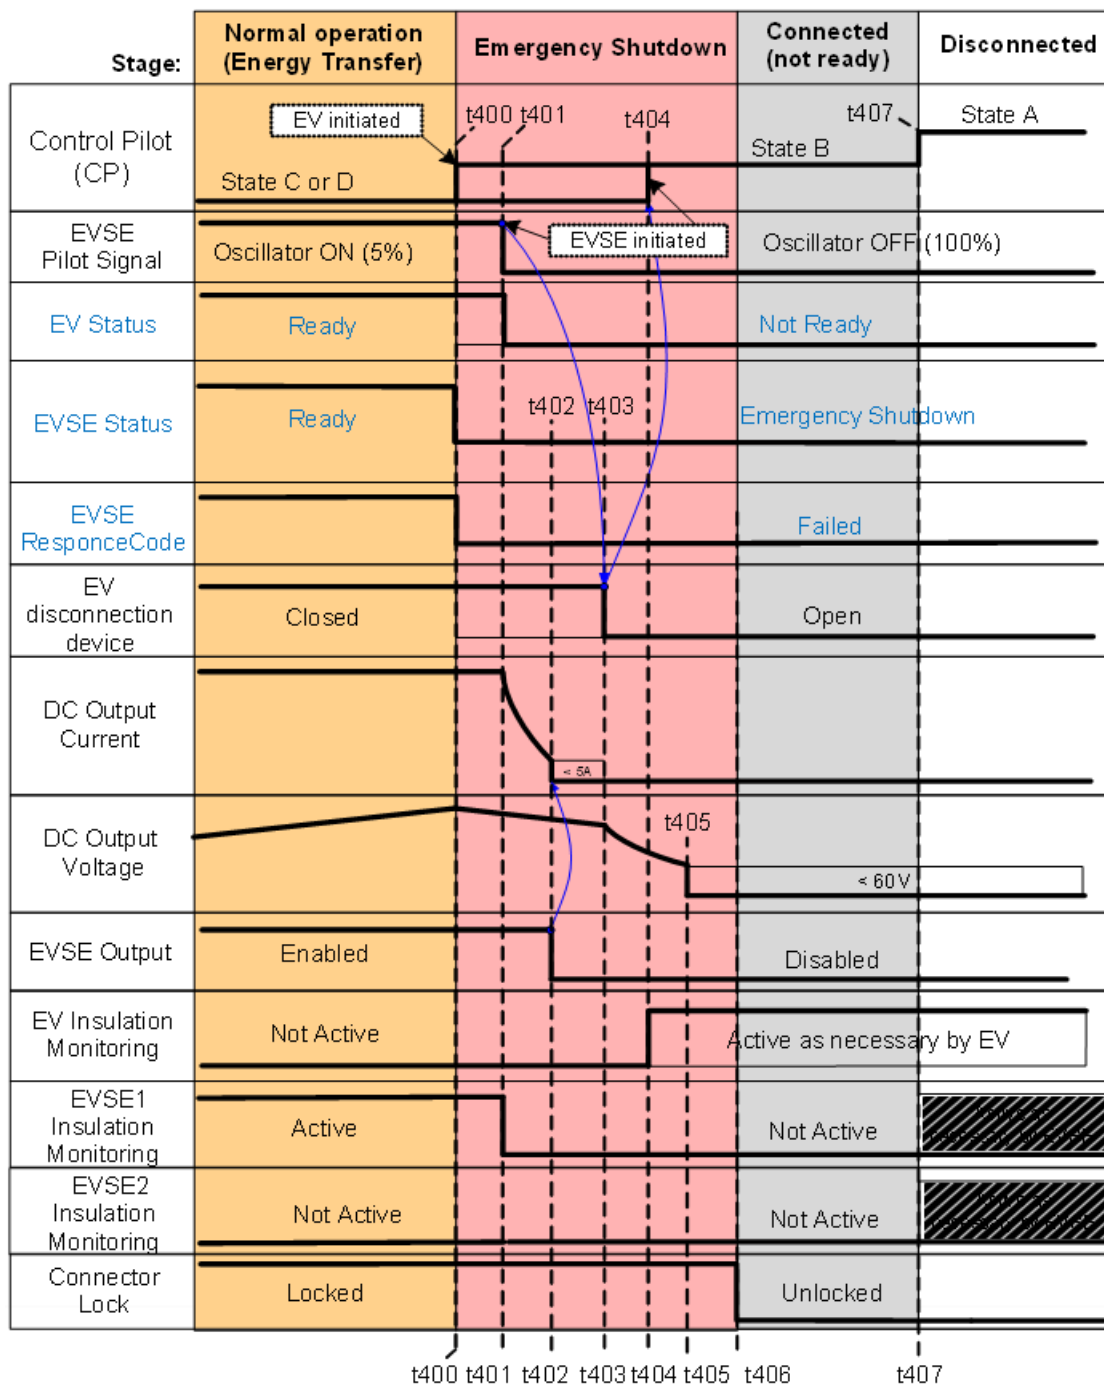 Stage:
Normal operation
(Energy Transfer)
Emergency Shutdown
Connected
(not ready)
Disconnected
Control Pilot
(CP)
EV initiated
t400
t401
t404
t407
State A
State B
State C or D
EVSE
Pilot Signal
Oscillator ON (5%)
EVSE initiated
Oscillator OFF (100%)
EV Status
Ready
Not Ready
EVSE Status
Ready
t402
t403
Emergency Shutdown
EVSE
ResponceCode
Failed
EV
disconnection
device
Closed
Open
DC Output
Current
< 5A
DC Output
Voltage
t405
< 60 V
EVSE Output
Enabled
Disabled
EV Insulation
Monitoring
Not Active
Active as necessary by EV
EVSE1
Insulation
Monitoring
Active
Not Active
EVSE2
Insulation
Monitoring
Not Active
Not Active
Connector
Lock
Locked
Unlocked
t400 t401 t402 t403 t404 t405 t406 t407